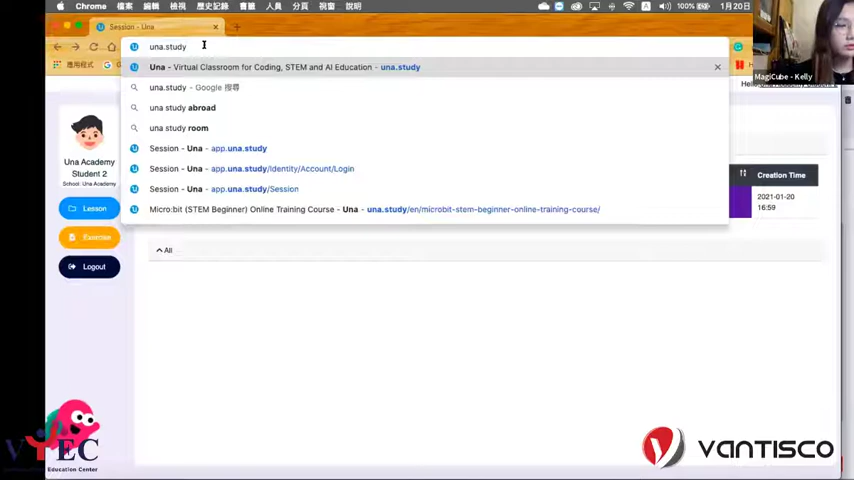 Chrome 檔案 編輯 檢視 歷史記錄 書籤 人員 分頁 視窗 說明 100% 1月20日
Session - Una
una.study
應用程式
Una - Virtual Classroom for Coding, STEM and AI Education - una.study
una.study - Google 搜尋
una study abroad
una study room
Session - Una - app.una.study
Session - Una - app.una.study/Identity/Account/Login
Session - Una - app.una.study/Session
Micro:bit (STEM Beginner) Online Training Course - Una - una.study/en/microbit-stem-beginner-online-training-course/
MagiCube - Kelly
Una Academy
Student 2
School: Una Academy
Lesson
Exercise
Logout
Creation Time
2021-01-20
16:59
All
VTEC
Education Center
VANTISCO